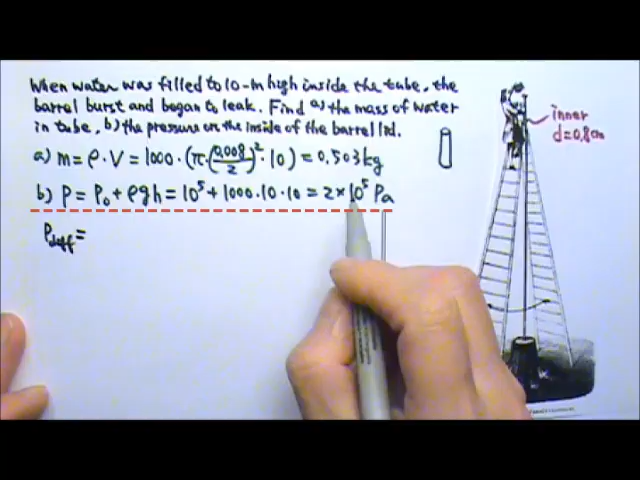 When water was filled to 10-m high inside the tube, the
barrel burst and began to leak. Find a) the mass of water
in tube, b) the pressure on the inside of the barrel lid.
a) m = ρ · V = 1000 · (π · (0.008/2)² · 10) = 0.503 kg
b) P = P₀ + ρgh = 10⁵ + 1000 · 10 · 10 = 2 × 10⁵ Pa
P_diff =
inner
d=0.8cm